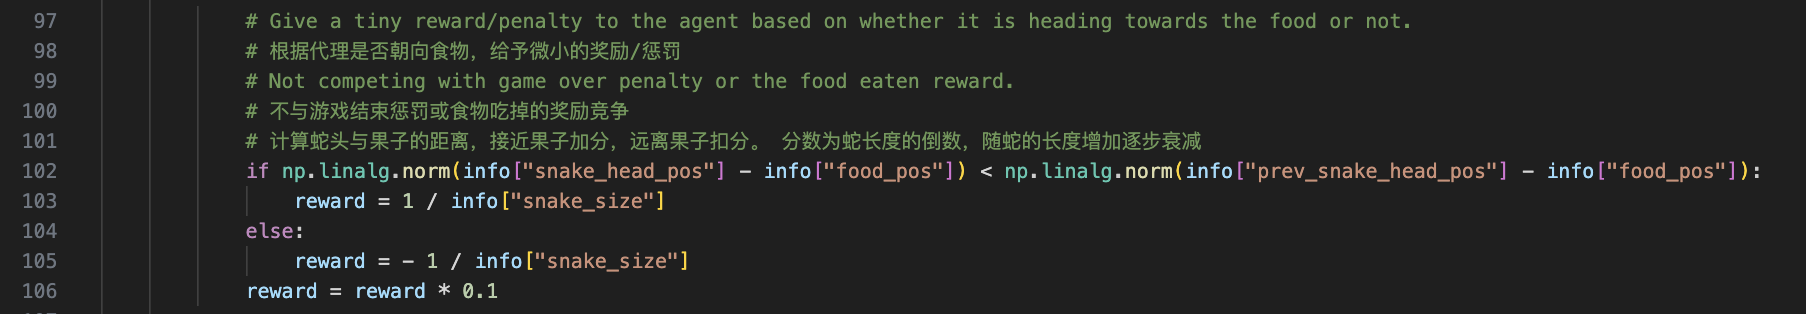 97 # Give a tiny reward/penalty to the agent based on whether it is heading towards the food or not.
98 # 根据代理是否朝向食物，给予微小的奖励/惩罚
99 # Not competing with game over penalty or the food eaten reward.
100 # 不与游戏结束惩罚或食物吃掉的奖励竞争
101 # 计算蛇头与果子的距离，接近果子加分，远离果子扣分。 分数为蛇长度的倒数，随蛇的长度增加逐步衰减
102 if np.linalg.norm(info["snake_head_pos"] - info["food_pos"]) < np.linalg.norm(info["prev_snake_head_pos"] - info["food_pos"]):
103 reward = 1 / info["snake_size"]
104 else:
105 reward = - 1 / info["snake_size"]
106 reward = reward * 0.1